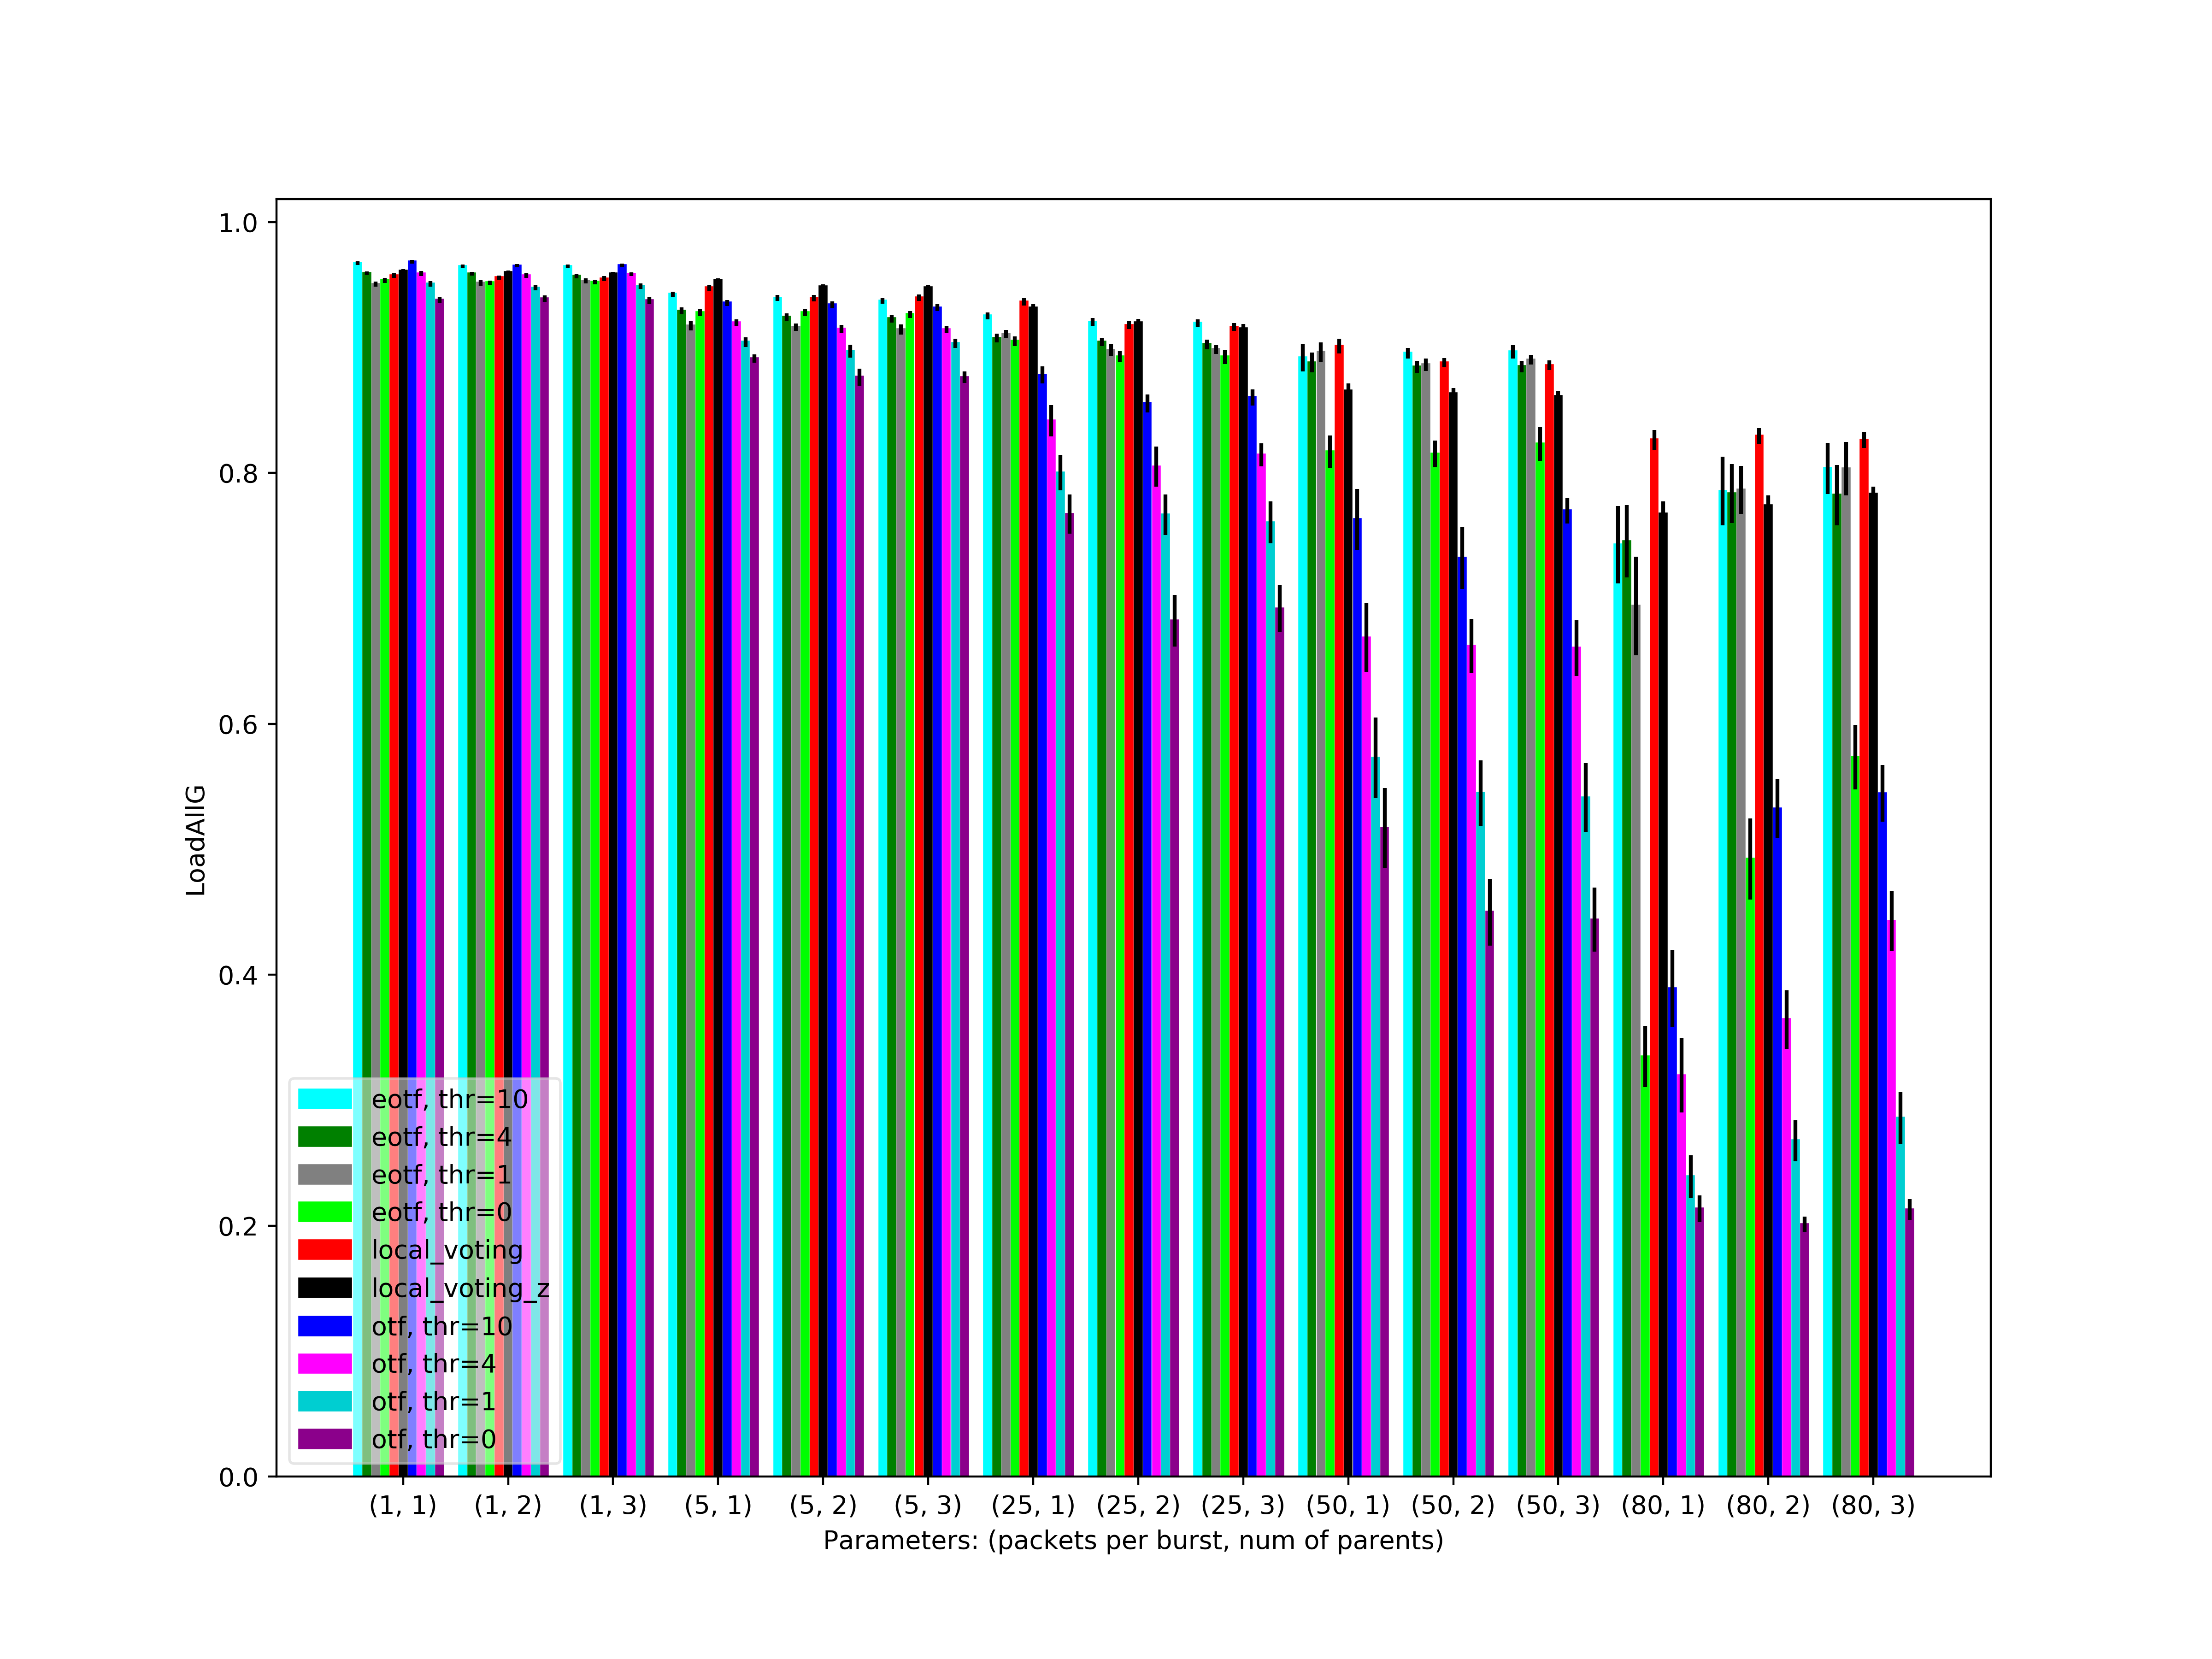 1.0
0.8
0.6
0.4
0.2
0.0
LoadAllG
eotf, thr=10
eotf, thr=4
eotf, thr=1
eotf, thr=0
local_voting
local_voting_z
otf, thr=10
otf, thr=4
otf, thr=1
otf, thr=0
(1, 1) (1, 2) (1, 3) (5, 1) (5, 2) (5, 3) (25, 1) (25, 2) (25, 3) (50, 1) (50, 2) (50, 3) (80, 1) (80, 2) (80, 3)
Parameters: (packets per burst, num of parents)